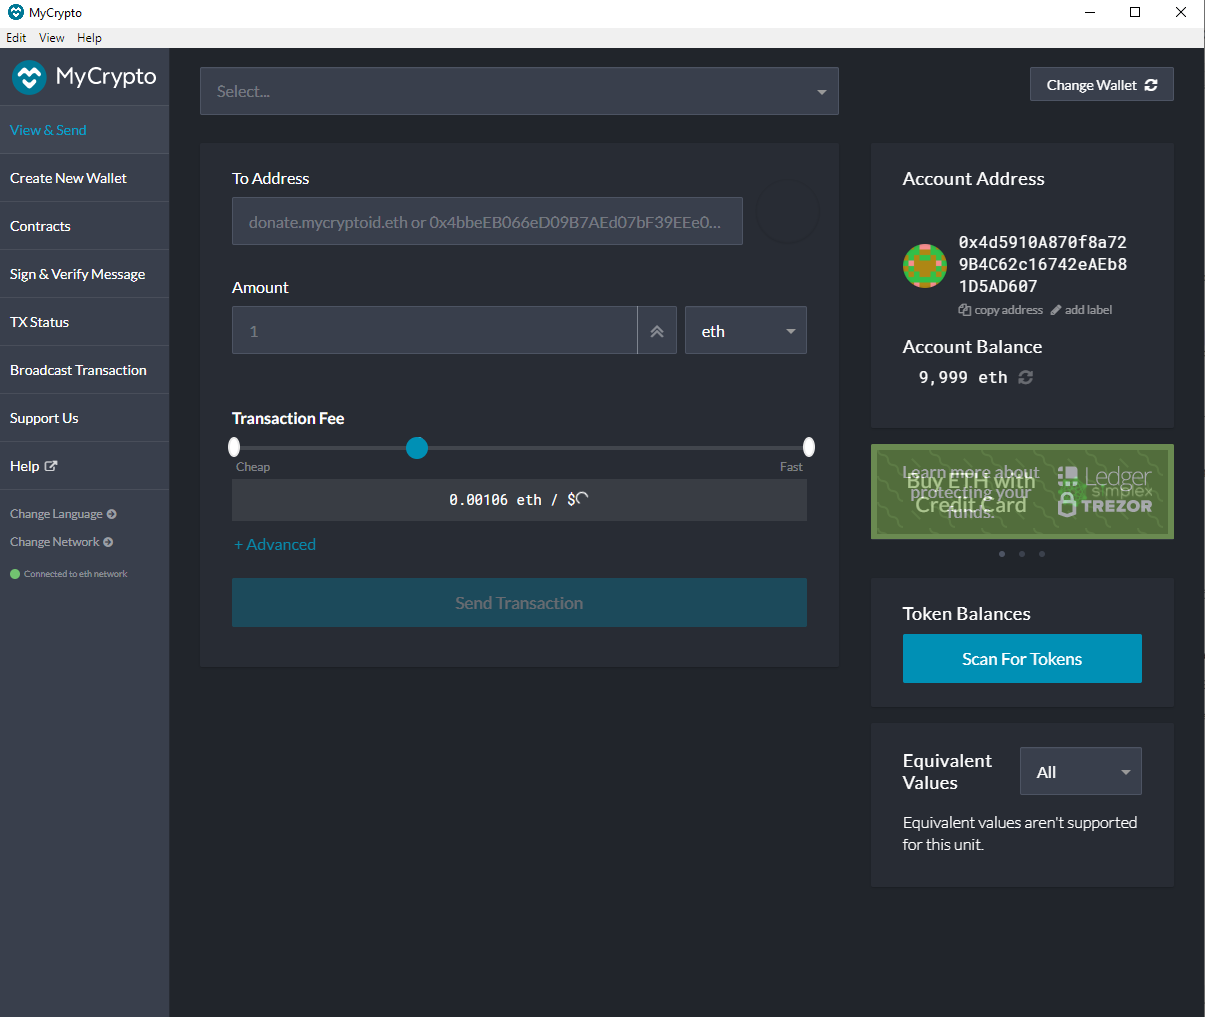 MyCrypto
Edit View Help
MyCrypto
View & Send
Create New Wallet
Contracts
Sign & Verify Message
TX Status
Broadcast Transaction
Support Us
Help
Change Language
Change Network
Connected to eth network
Select...
Change Wallet
To Address
donate.mycryptoid.eth or 0x4bbeEB066eD09B7AEd07bF39EEe0...
Amount
1
eth
Transaction Fee
Cheap
Fast
0.00106 eth / $
+ Advanced
Send Transaction
Account Address
0x4d5910A870f8a72
9B4C62c16742eAEb8
1D5AD607
copy address add label
Account Balance
9,999 eth
Learn more about
protecting your
funds.
Buy ETH with
Credit Card
Ledger
simplex
TREZOR
Token Balances
Scan For Tokens
Equivalent
Values
All
Equivalent values aren't supported
for this unit.